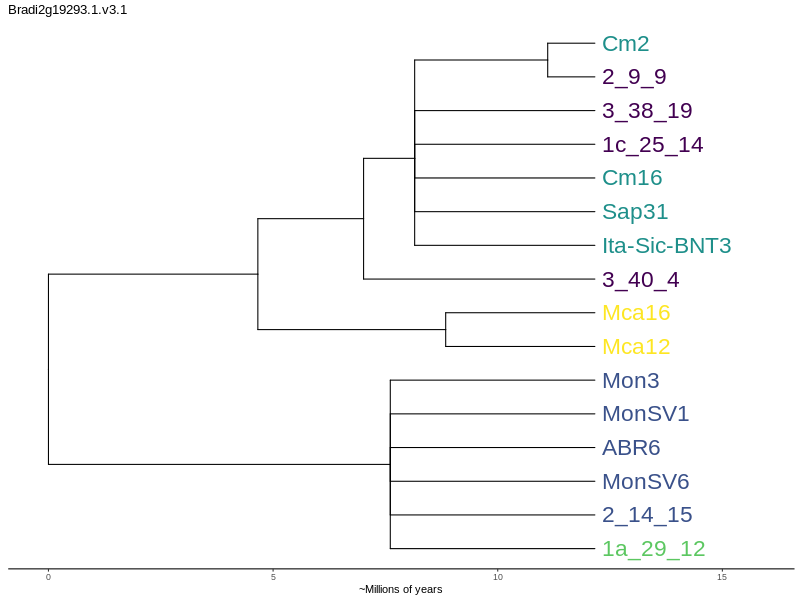 Bradi2g19293.1.v3.1
Cm2
2_9_9
3_38_19
1c_25_14
Cm16
Sap31
Ita-Sic-BNT3
3_40_4
Mca16
Mca12
Mon3
MonSV1
ABR6
MonSV6
2_14_15
1a_29_12
0 5 10 15
~Millions of years